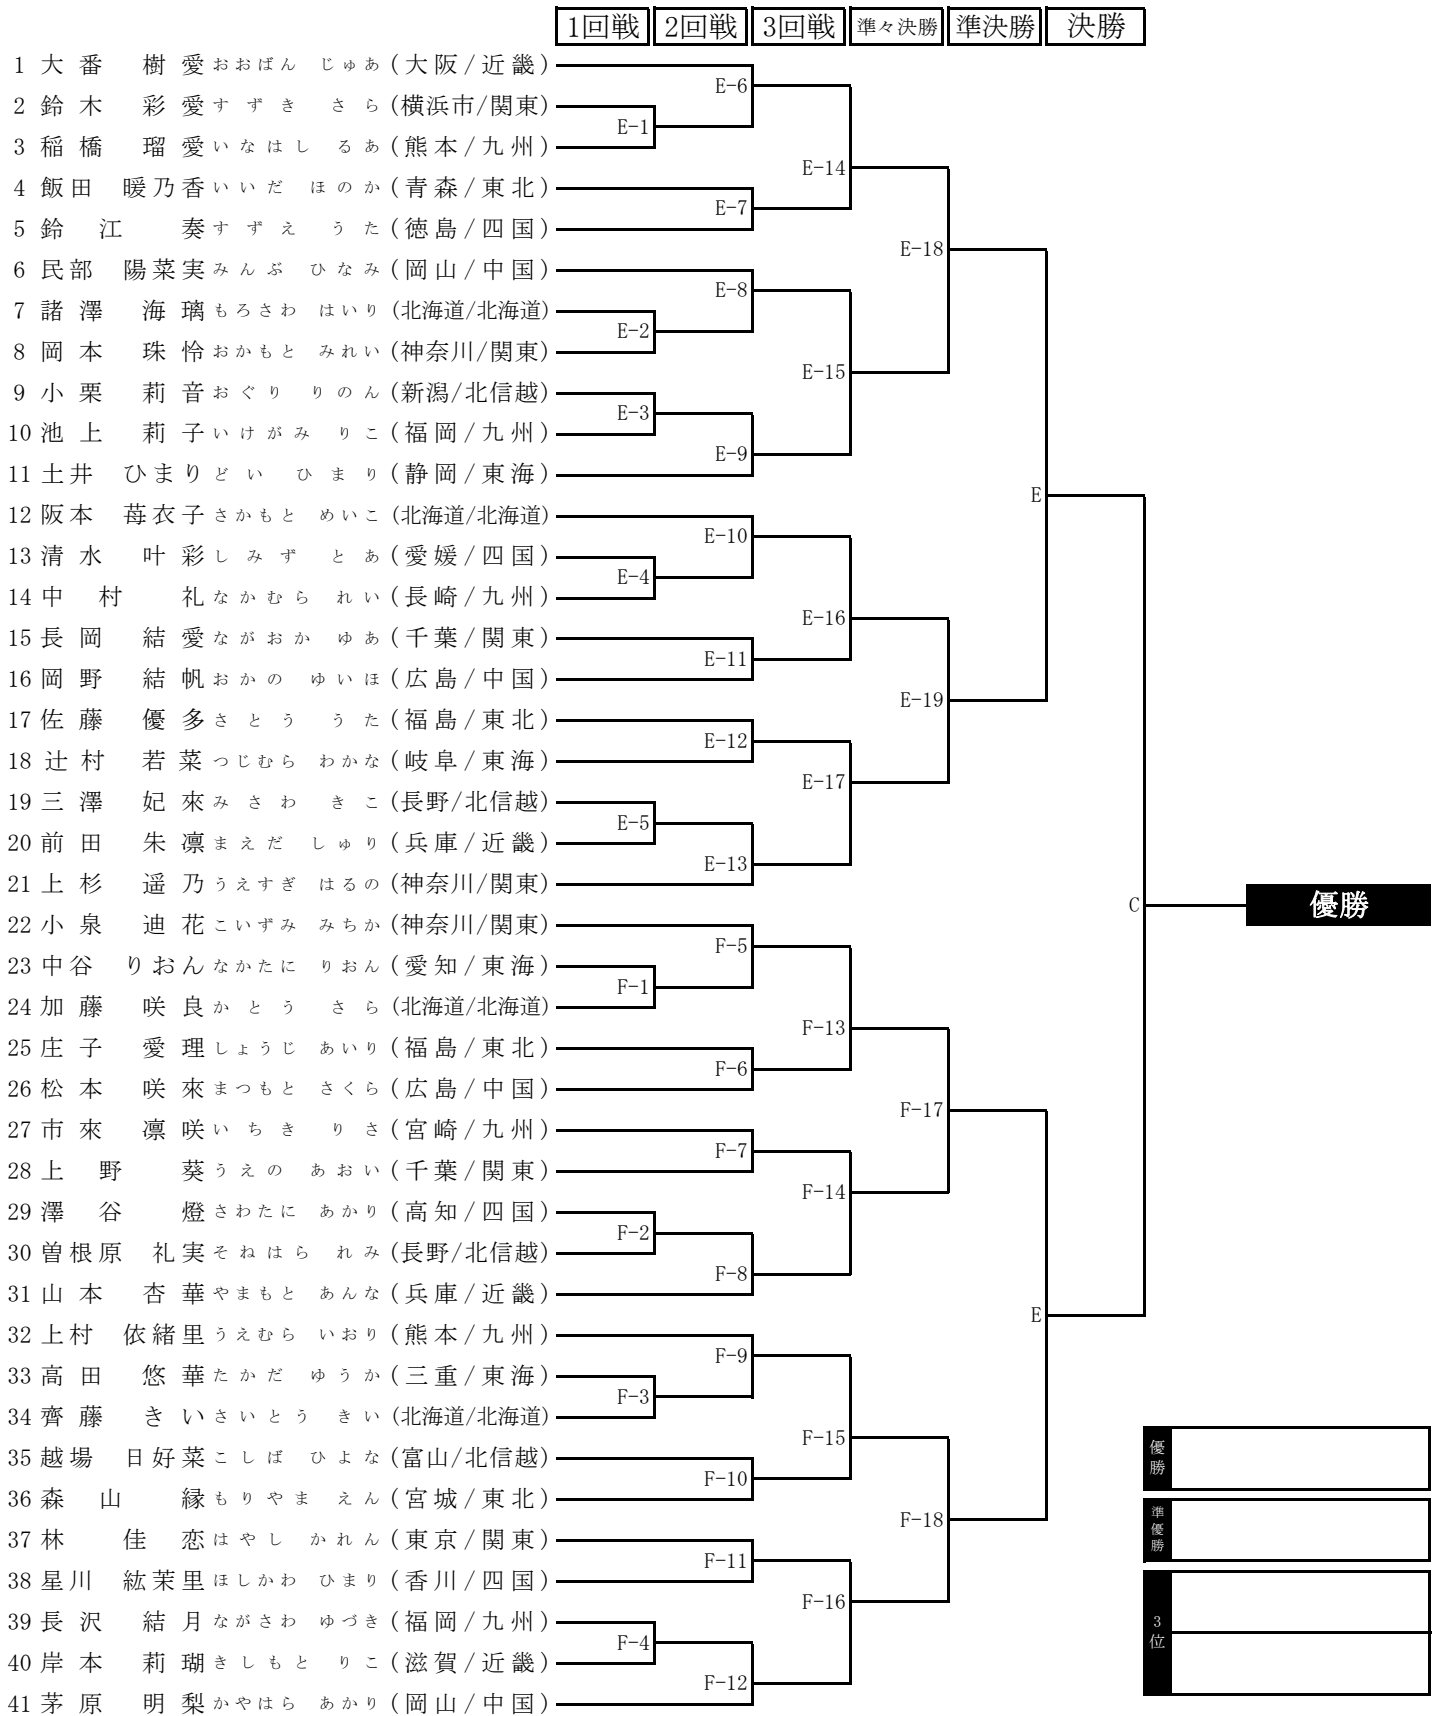 1回戦 2回戦 3回戦 準々決勝 準決勝 決勝
1 大番 樹愛 おおばん じゅあ (大阪/近畿)
E-6
2 鈴木 彩愛 すずき さら (横浜市/関東)
E-1
3 稲橋 瑠愛 いなはし るあ (熊本/九州)
E-14
4 飯田 暖乃香 いいだ ほのか (青森/東北)
E-7
5 鈴江 奏 すずえ うた (徳島/四国)
E-18
6 民部 陽菜実 みんぶ ひなみ (岡山/中国)
E-8
7 諸澤 海璃 もろさわ はいり (北海道/北海道)
E-2
8 岡本 珠怜 おかもと みれい (神奈川/関東)
E-15
9 小栗 莉音 おぐり りのん (新潟/北信越)
E-3
10 池上 莉子 いけがみ りこ (福岡/九州)
E-9
11 土井 ひまり どい ひまり (静岡/東海)
E
12 阪本 苺衣子 さかもと めいこ (北海道/北海道)
E-10
13 清水 叶彩 しみず とあ (愛媛/四国)
E-4
14 中村 礼 なかむら れい (長崎/九州)
E-16
15 長岡 結愛 ながおか ゆあ (千葉/関東)
E-11
16 岡野 結帆 おかの ゆいほ (広島/中国)
E-19
17 佐藤 優多 さとう うた (福島/東北)
E-12
18 辻村 若菜 つじむら わかな (岐阜/東海)
E-17
19 三澤 妃來 みさわ きこ (長野/北信越)
E-5
20 前田 朱凛 まえだ しゅり (兵庫/近畿)
E-13
21 上杉 遥乃 うえすぎ はるの (神奈川/関東)
C 優勝
22 小泉 迪花 こいずみ みちか (神奈川/関東)
F-5
23 中谷 りおん なかたに りおん (愛知/東海)
F-1
24 加藤 咲良 かとう さら (北海道/北海道)
F-13
25 庄子 愛理 しょうじ あいり (福島/東北)
F-6
26 松本 咲來 まつもと さくら (広島/中国)
F-17
27 市來 凛咲 いちき りさ (宮崎/九州)
F-7
28 上野 葵 うえの あおい (千葉/関東)
F-14
29 澤谷 燈 さわたに あかり (高知/四国)
F-2
30 曽根原 礼実 そねはら れみ (長野/北信越)
F-8
31 山本 杏華 やまもと あんな (兵庫/近畿)
E
32 上村 依緒里 うえむら いおり (熊本/九州)
F-9
33 高田 悠華 たかだ ゆうか (三重/東海)
F-3
34 齊藤 きい さいとう きい (北海道/北海道)
F-15
35 越場 日好菜 こしば ひよな (富山/北信越)
F-10
36 森山 縁 もりやま えん (宮城/東北)
F-18
37 林 佳恋 はやし かれん (東京/関東)
F-11
38 星川 紘茉里 ほしかわ ひまり (香川/四国)
F-16
39 長沢 結月 ながさわ ゆづき (福岡/九州)
F-4
40 岸本 莉瑚 きしもと りこ (滋賀/近畿)
F-12
41 茅原 明梨 かやはら あかり (岡山/中国)
優勝
準優勝
3位